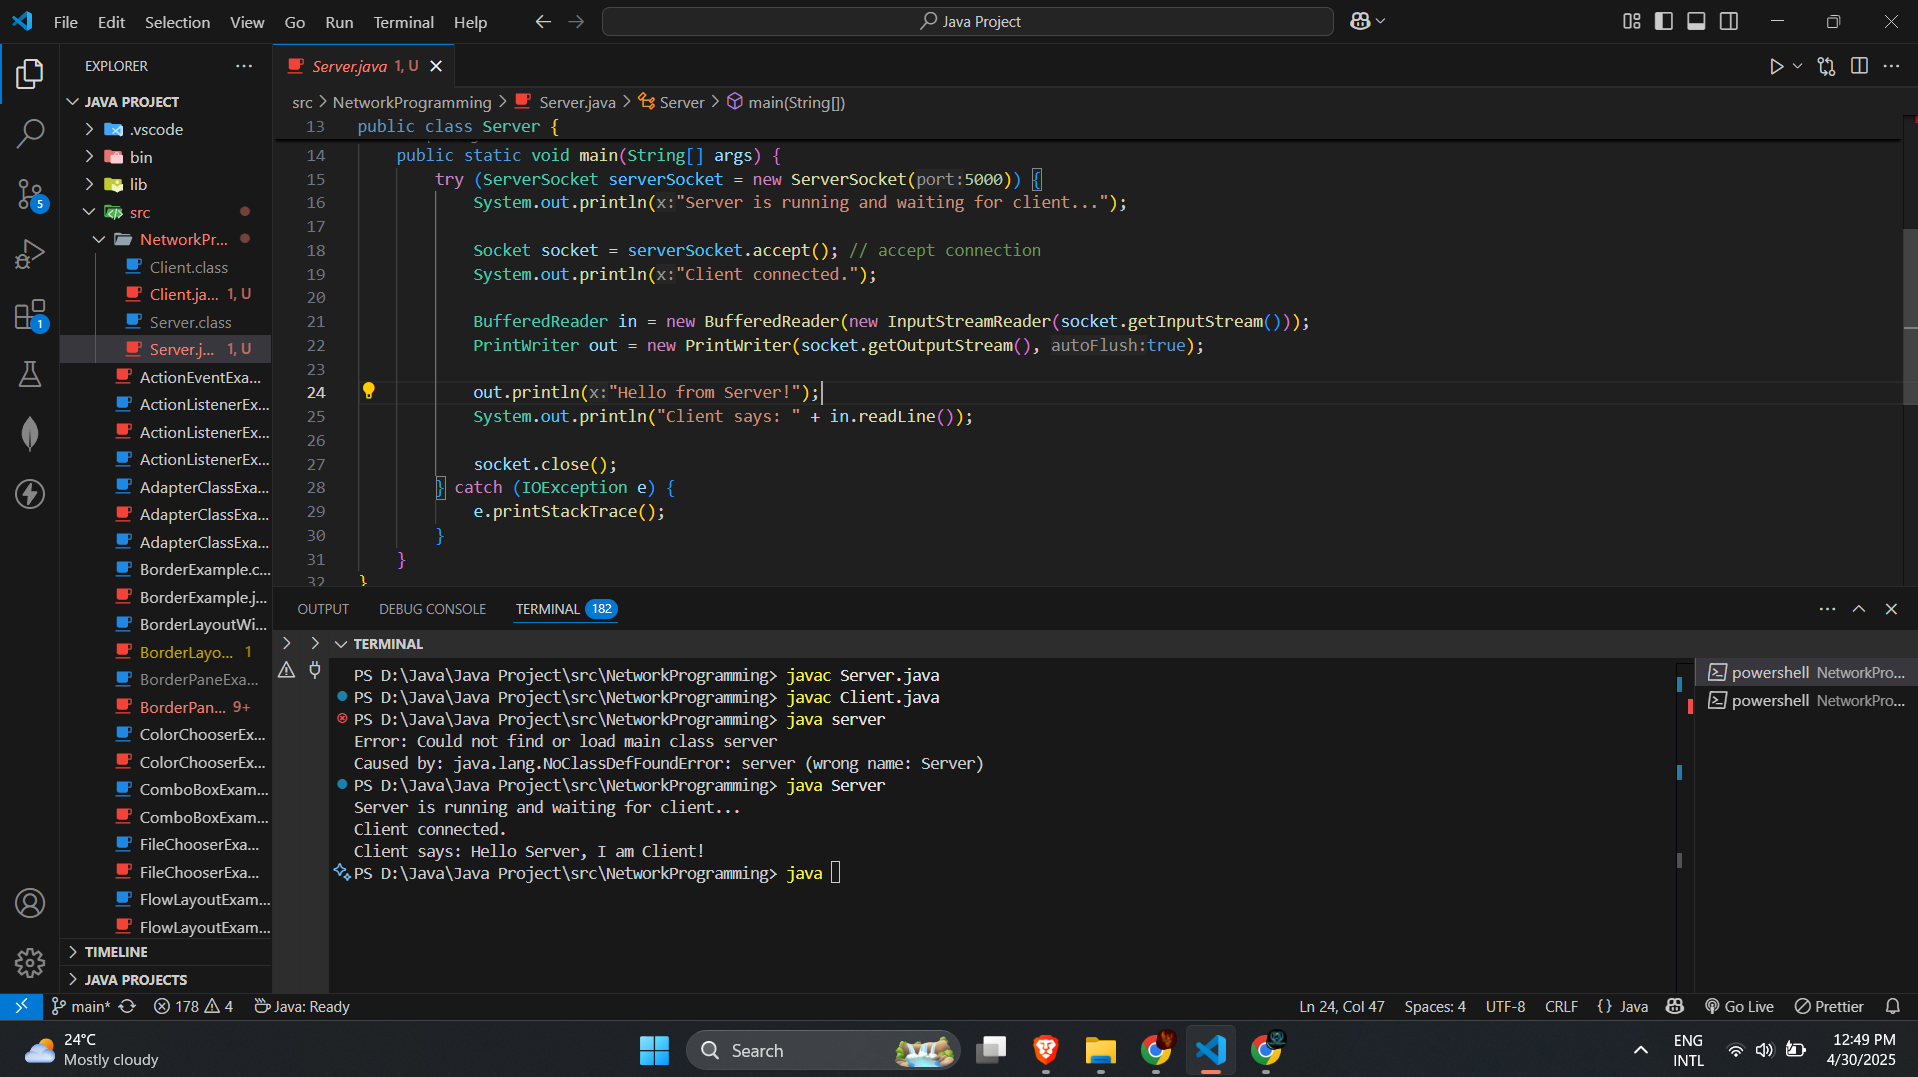 File Edit Selection View Go Run Terminal Help
Java Project
EXPLORER
JAVA PROJECT
.vscode
bin
lib
src
NetworkPr...
Client.class
Client.ja... 1, U
Server.class
Server.j... 1, U
ActionEventExa...
ActionListenerEx...
ActionListenerEx...
ActionListenerEx...
AdapterClassExa...
AdapterClassExa...
AdapterClassExa...
BorderExample.c...
BorderExample.j...
BorderLayoutWi...
BorderLayo... 1
BorderPaneExa...
BorderPan... 9+
ColorChooserEx...
ColorChooserEx...
ComboBoxExam...
ComboBoxExam...
FileChooserExa...
FileChooserExa...
FlowLayoutExam...
FlowLayoutExam...
TIMELINE
JAVA PROJECTS
5
1
Server.java 1, U
src > NetworkProgramming > Server.java > Server > main(String[])
13 public class Server {
14 public static void main(String[] args) {
15 try (ServerSocket serverSocket = new ServerSocket(port:5000)) {
16 System.out.println(x:"Server is running and waiting for client...");
17
18 Socket socket = serverSocket.accept(); // accept connection
19 System.out.println(x:"Client connected.");
20
21 BufferedReader in = new BufferedReader(new InputStreamReader(socket.getInputStream()));
22 PrintWriter out = new PrintWriter(socket.getOutputStream(), autoFlush:true);
23
24 out.println(x:"Hello from Server!");
25 System.out.println("Client says: " + in.readLine());
26
27 socket.close();
28 } catch (IOException e) {
29 e.printStackTrace();
30 }
31 }
32 }
OUTPUT DEBUG CONSOLE TERMINAL 182
TERMINAL
PS D:\Java\Java Project\src\NetworkProgramming> javac Server.java
PS D:\Java\Java Project\src\NetworkProgramming> javac Client.java
PS D:\Java\Java Project\src\NetworkProgramming> java server
Error: Could not find or load main class server
Caused by: java.lang.NoClassDefFoundError: server (wrong name: Server)
PS D:\Java\Java Project\src\NetworkProgramming> java Server
Server is running and waiting for client...
Client connected.
Client says: Hello Server, I am Client!
PS D:\Java\Java Project\src\NetworkProgramming> java
powershell NetworkPro...
powershell NetworkPro...
main* 178 4 Java: Ready
Ln 24, Col 47 Spaces: 4 UTF-8 CRLF {} Java Go Live Prettier
24°C
Mostly cloudy
Search
ENG
INTL
12:49 PM
4/30/2025